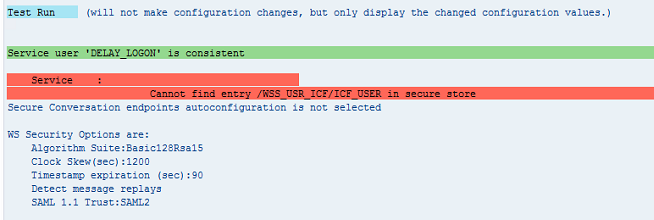 Test Run (will not make configuration changes, but only display the changed configuration values.)
Service user 'DELAY_LOGON' is consistent
Service :
Cannot find entry /WSS_USR_ICF/ICF_USER in secure store
Secure Conversation endpoints autoconfiguration is not selected
WS Security Options are:
Algorithm Suite:Basic128Rsa15
Clock Skew(sec):1200
Timestamp expiration (sec):90
Detect message replays
SAML 1.1 Trust:SAML2